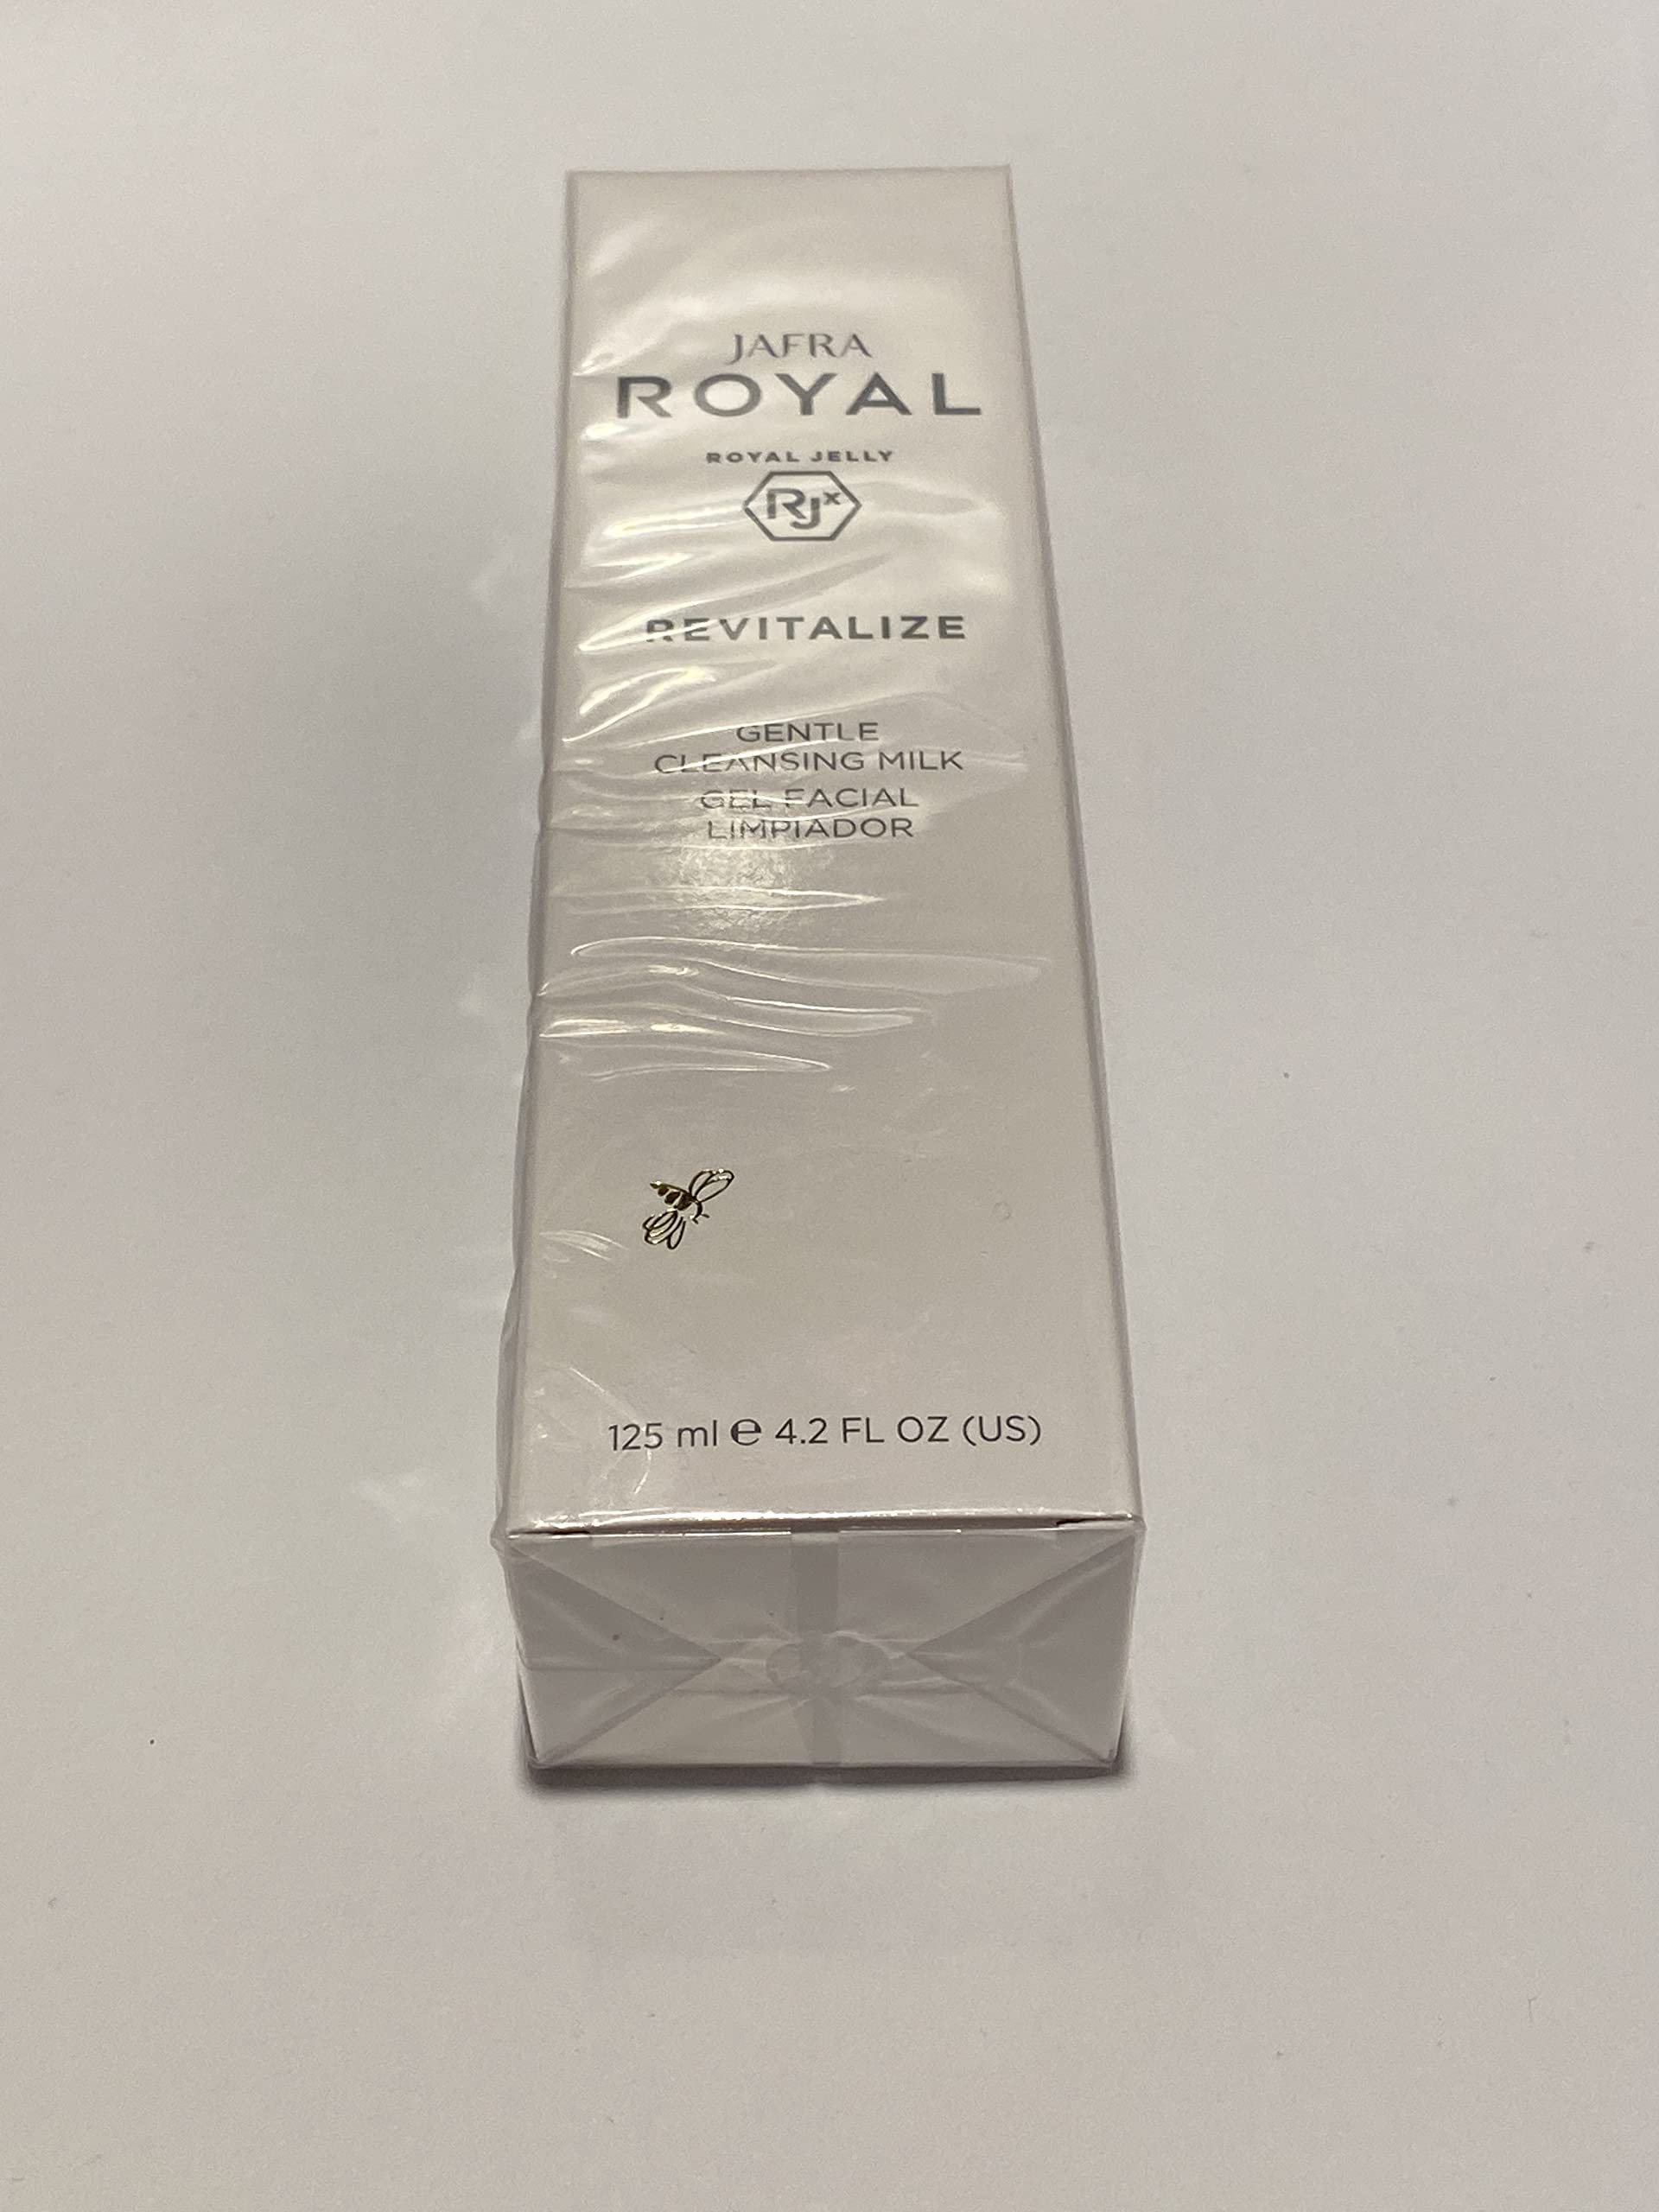 JAFRA
ROYAL
ROYAL JELLY
RJx
REVITALIZE
GENTLE
CLEANSING MILK
GEL FACIAL
LIMPIADOR
125 ml ℮ 4.2 FL OZ (US)